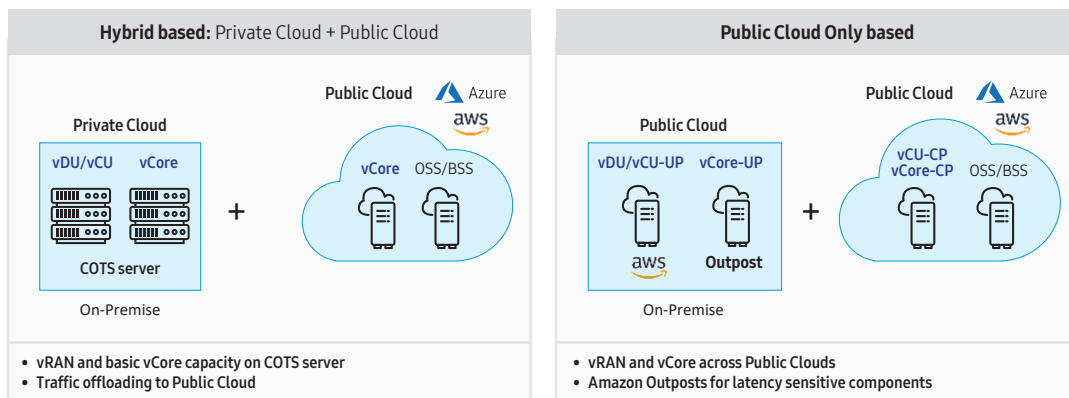 Hybrid based: Private Cloud + Public Cloud
Public Cloud Azure
aws
Private Cloud
vDU/vCU vCore
vCore OSS/BSS
+
COTS server
On-Premise
• vRAN and basic vCore capacity on COTS server
• Traffic offloading to Public Cloud
Public Cloud Only based
Public Cloud Azure
aws
Public Cloud
vDU/vCU-UP vCore-UP
vCU-CP
vCore-CP OSS/BSS
+
aws Outpost
On-Premise
• vRAN and vCore across Public Clouds
• Amazon Outposts for latency sensitive components